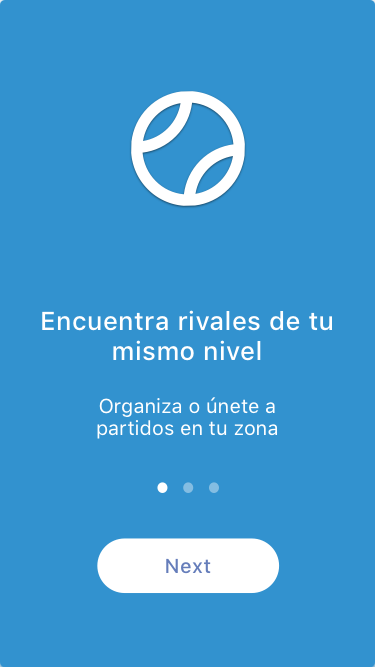 Encuentra rivales de tu
mismo nivel
Organiza o únete a
partidos en tu zona
Next